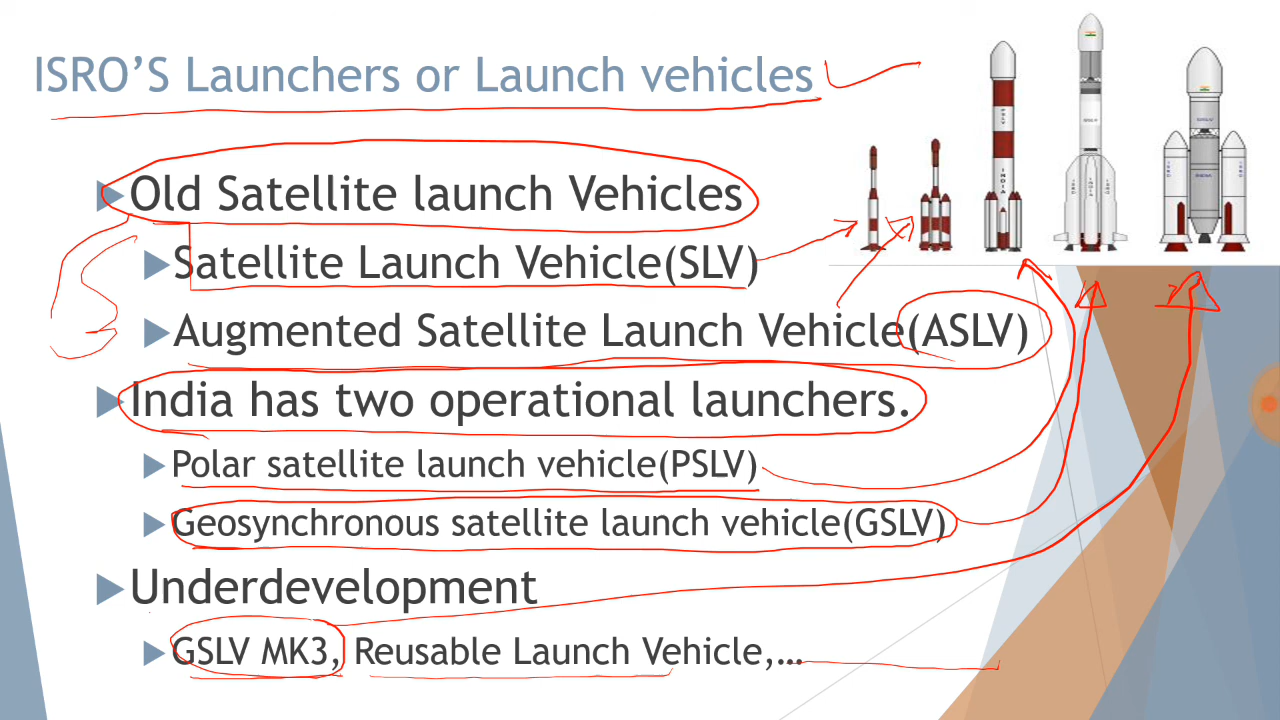 ISRO’S Launchers or Launch vehicles
Old Satellite launch Vehicles
Satellite Launch Vehicle(SLV)
Augmented Satellite Launch Vehicle(ASLV)
India has two operational launchers.
Polar satellite launch vehicle(PSLV)
Geosynchronous satellite launch vehicle(GSLV)
Underdevelopment
GSLV MK3, Reusable Launch Vehicle,…
PSLV
INDIA